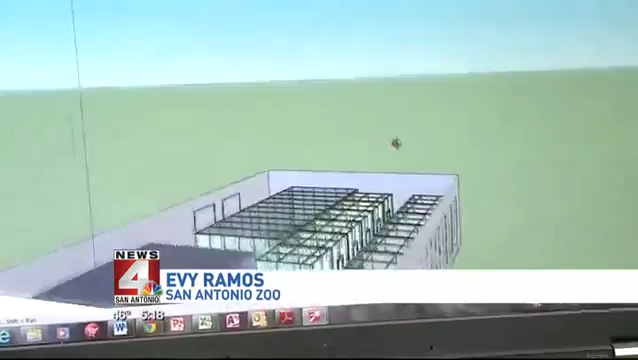 NEWS
4
SAN ANTONIO
EVY RAMOS
SAN ANTONIO ZOO
46° 5:18